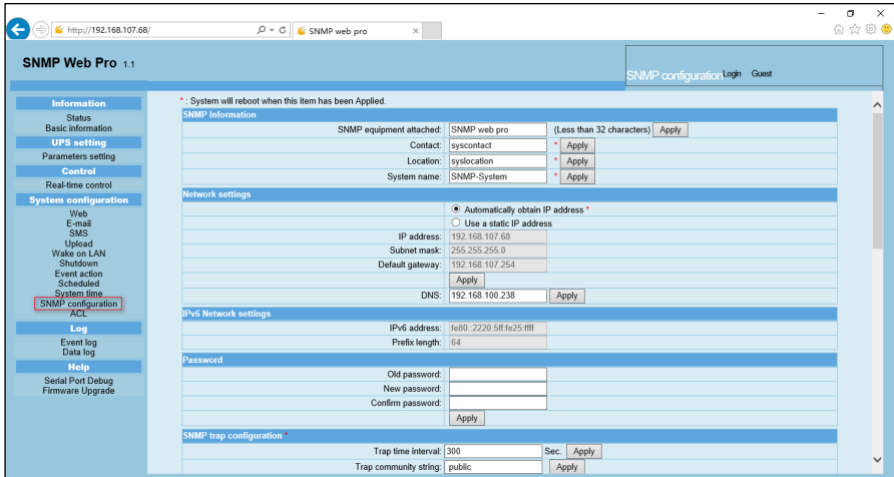 http://192.168.107.68/
SNMP web pro
SNMP Web Pro 1.1
SNMP configuration Login Guest
Information
Status
Basic information
UPS setting
Parameters setting
Control
Real-time control
System configuration
Web
E-mail
SMS
Upload
Wake on LAN
Shutdown
Event action
Scheduled
System time
SNMP configuration
ACL
Log
Event log
Data log
Help
Serial Port Debug
Firmware Upgrade
* : System will reboot when this item has been Applied.
SNMP Information
SNMP equipment attached: SNMP web pro (Less than 32 characters) Apply
Contact: syscontact * Apply
Location: syslocation * Apply
System name: SNMP-System * Apply
Network settings
Automatically obtain IP address *
Use a static IP address
IP address: 192.168.107.68
Subnet mask: 255.255.255.0
Default gateway: 192.168.107.254
Apply
DNS: 192.168.100.238 Apply
IPv6 Network settings
IPv6 address: fe80::2220:5ff:fe25:ffff
Prefix length: 64
Password
Old password:
New password:
Confirm password:
Apply
SNMP trap configuration *
Trap time interval: 300 Sec. Apply
Trap community string: public Apply